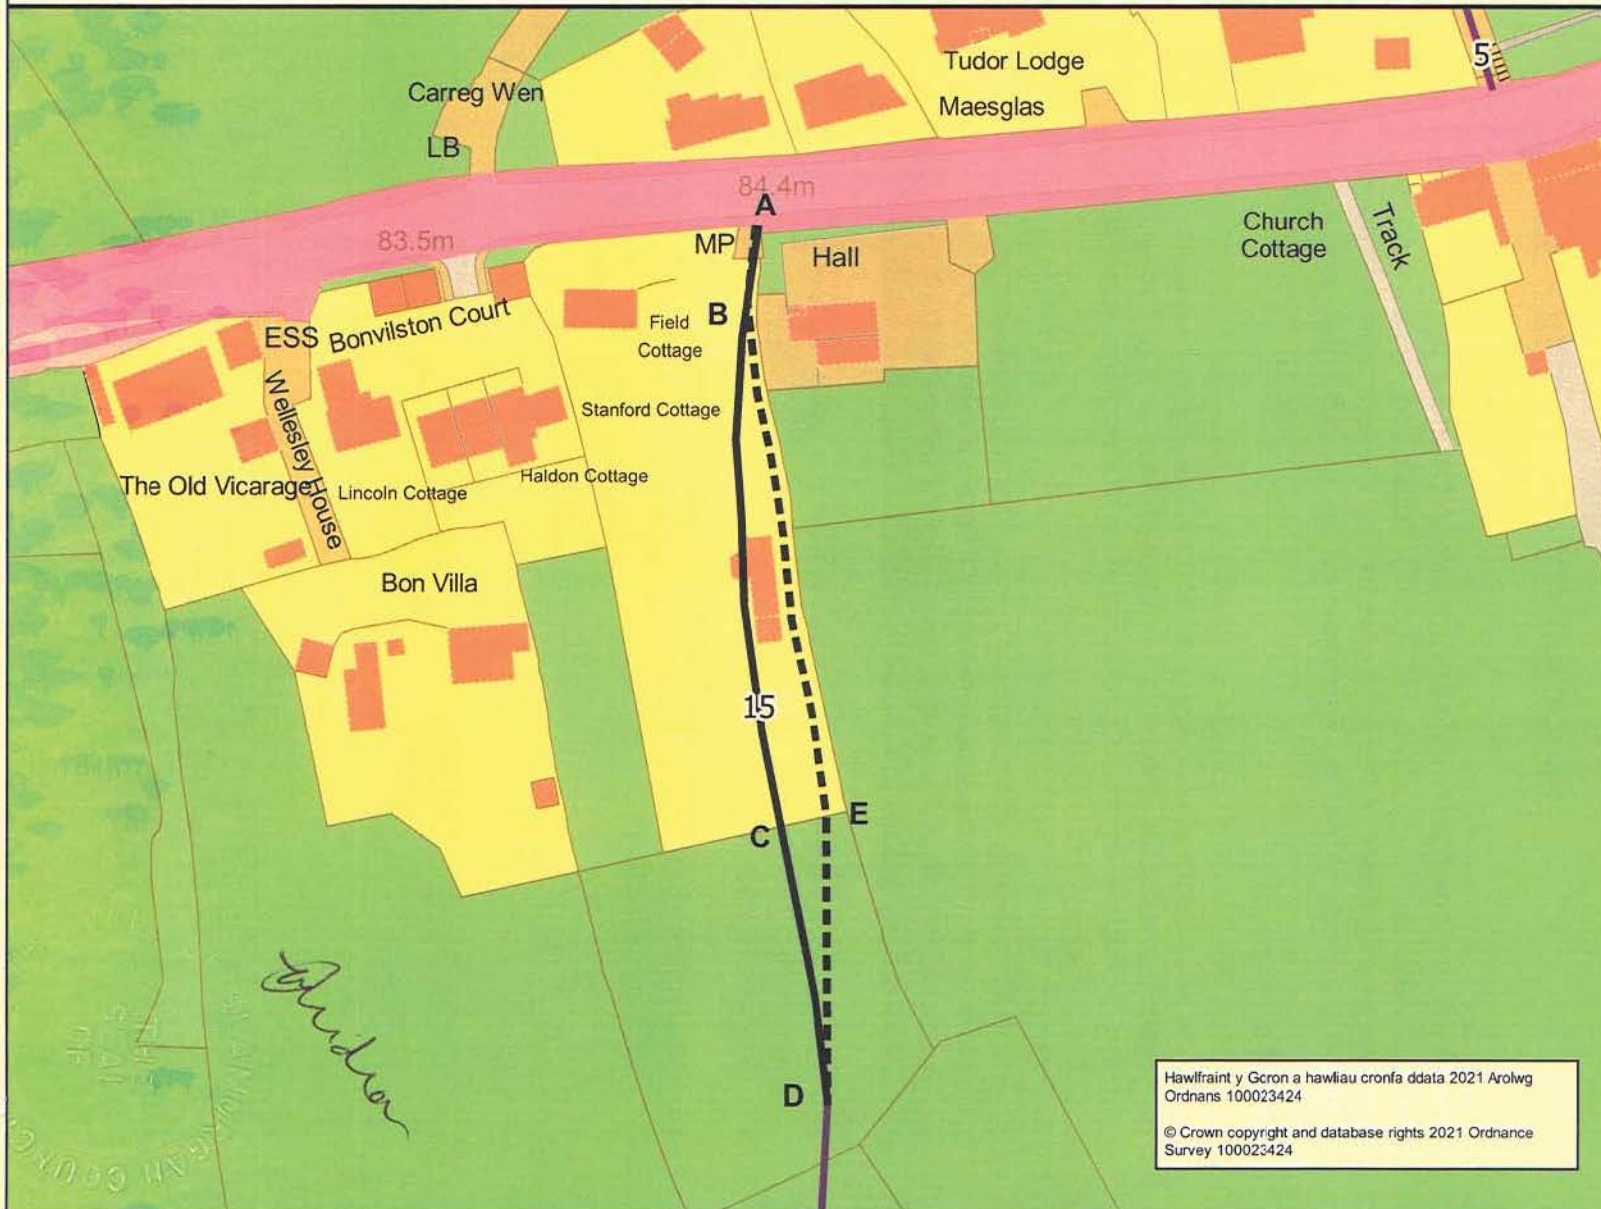 5
Tudor Lodge
Carreg Wen
Maesglas
LB
84.4m
A
83.5m
MP
Hall
Church
Cottage
Track
ESS
Bonvilston Court
B
Field
Cottage
Wellesley House
Stanford Cottage
Haldon Cottage
The Old Vicarage
Lincoln Cottage
Bon Villa
15
C
E
D
Hawlfraint y Goron a hawliau cronfa ddata 2021 Arolwg
Ordnans 100023424
© Crown copyright and database rights 2021 Ordnance
Survey 100023424